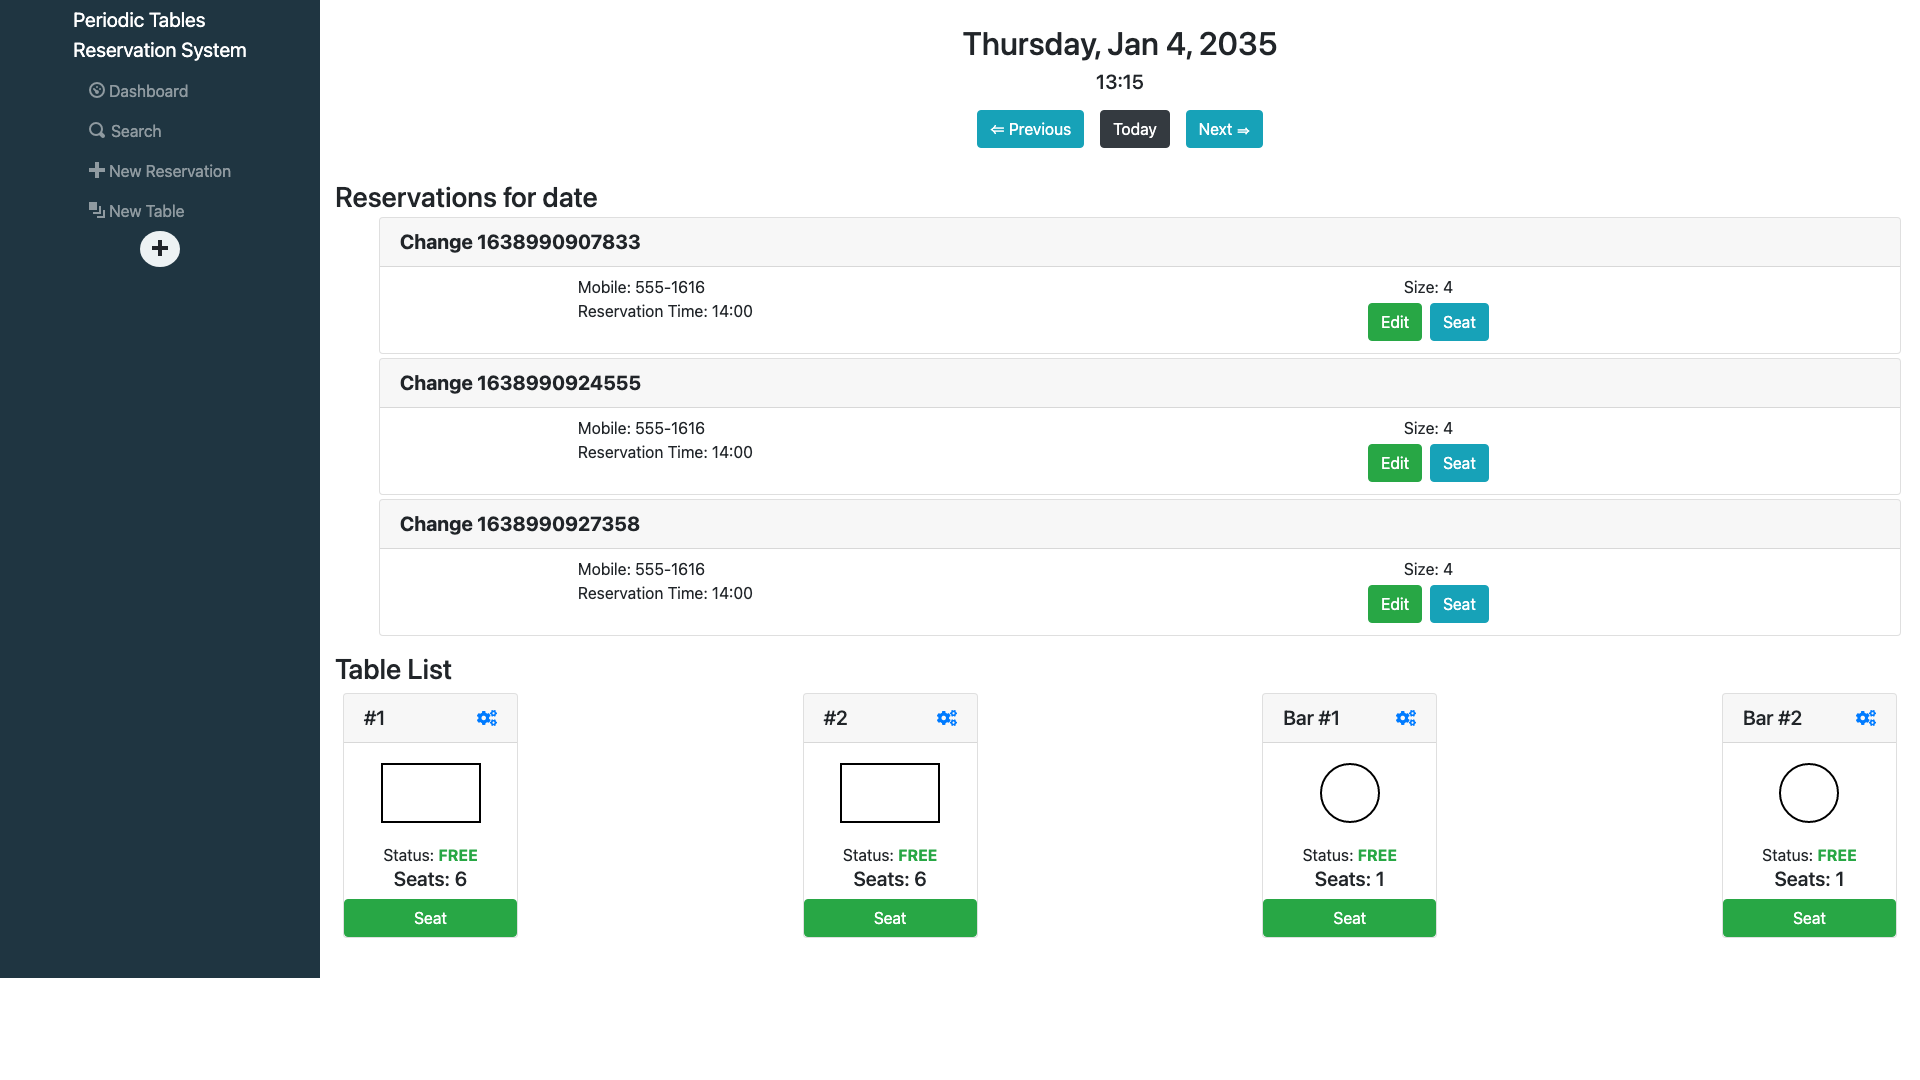 Periodic Tables
Reservation System
Dashboard
Search
New Reservation
New Table
Thursday, Jan 4, 2035
13:15
⇐ Previous
Today
Next ⇒
Reservations for date
Change 1638990907833
Mobile: 555-1616
Size: 4
Reservation Time: 14:00
Edit
Seat
Change 1638990924555
Mobile: 555-1616
Size: 4
Reservation Time: 14:00
Edit
Seat
Change 1638990927358
Mobile: 555-1616
Size: 4
Reservation Time: 14:00
Edit
Seat
Table List
#1
Status: FREE
Seats: 6
Seat
#2
Status: FREE
Seats: 6
Seat
Bar #1
Status: FREE
Seats: 1
Seat
Bar #2
Status: FREE
Seats: 1
Seat